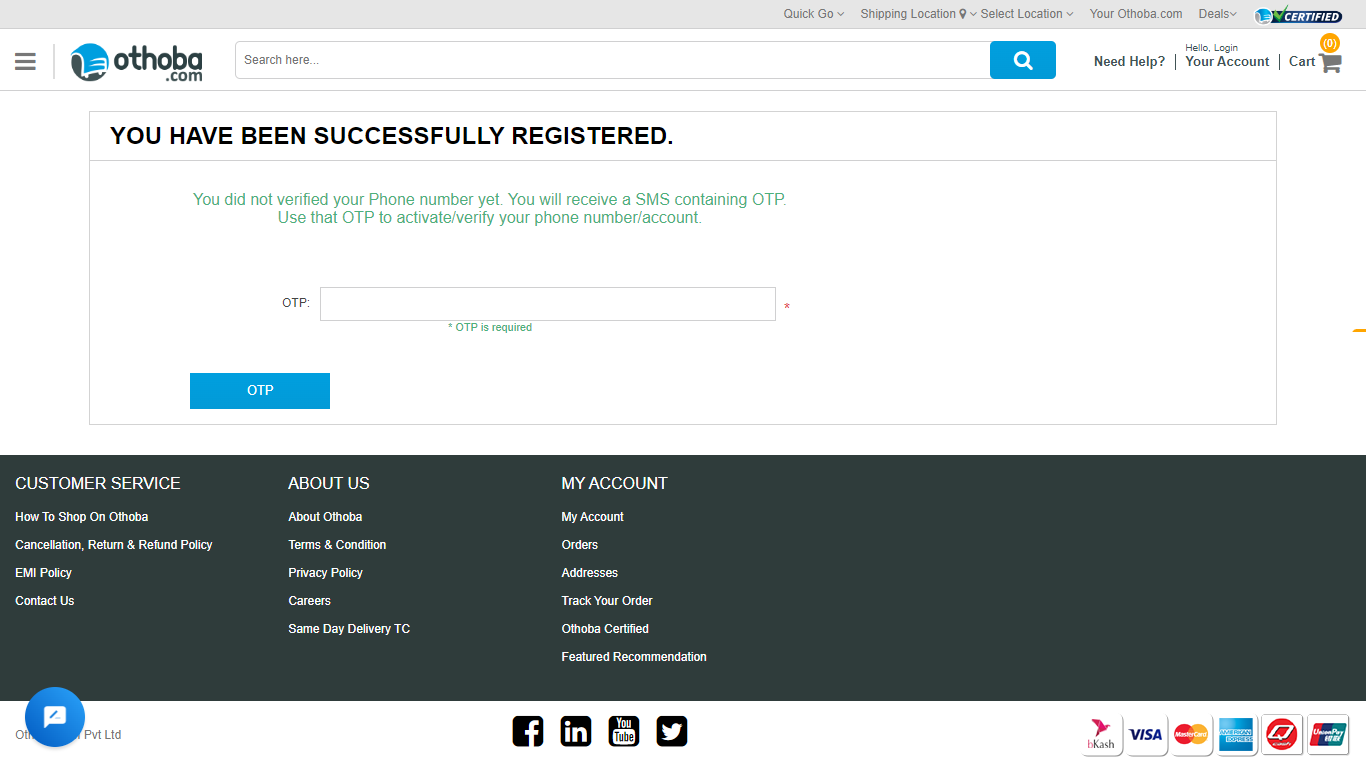 Quick Go
Shipping Location
Select Location
Your Othoba.com
Deals
CERTIFIED
othoba
.com
Search here...
Need Help?
Hello, Login
Your Account
Cart
(0)
YOU HAVE BEEN SUCCESSFULLY REGISTERED.
You did not verified your Phone number yet. You will receive a SMS containing OTP.
Use that OTP to activate/verify your phone number/account.
OTP:
*
* OTP is required
OTP
CUSTOMER SERVICE
How To Shop On Othoba
Cancellation, Return & Refund Policy
EMI Policy
Contact Us
ABOUT US
About Othoba
Terms & Condition
Privacy Policy
Careers
Same Day Delivery TC
MY ACCOUNT
My Account
Orders
Addresses
Track Your Order
Othoba Certified
Featured Recommendation
Pvt Ltd
You
Tube
bKash
VISA
MasterCard
AMERICAN
EXPRESS
UnionPay